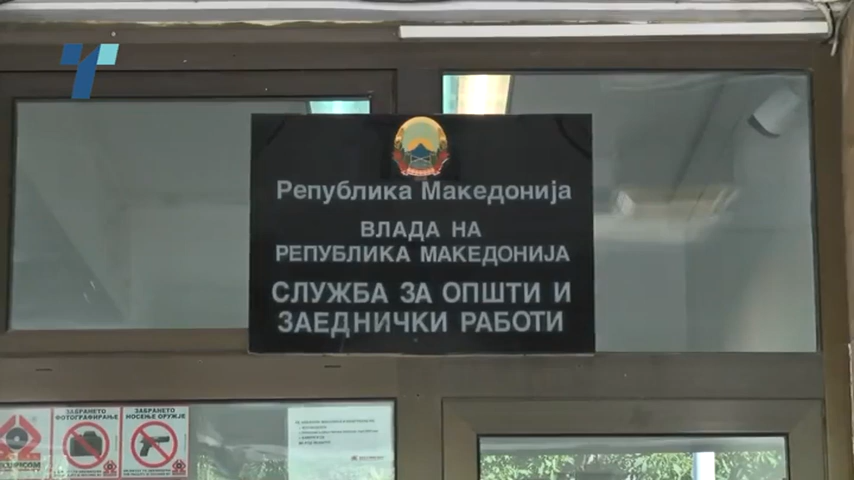 Република Македонија
ВЛАДА НА
РЕПУБЛИКА МАКЕДОНИЈА
СЛУЖБА ЗА ОПШТИ И
ЗАЕДНИЧКИ РАБОТИ
ЗАБРАНЕТО
ФОТОГРАФИРАЊЕ
ЗАБРАНЕТО
НОСЕЊЕ ОРУЖЈЕ